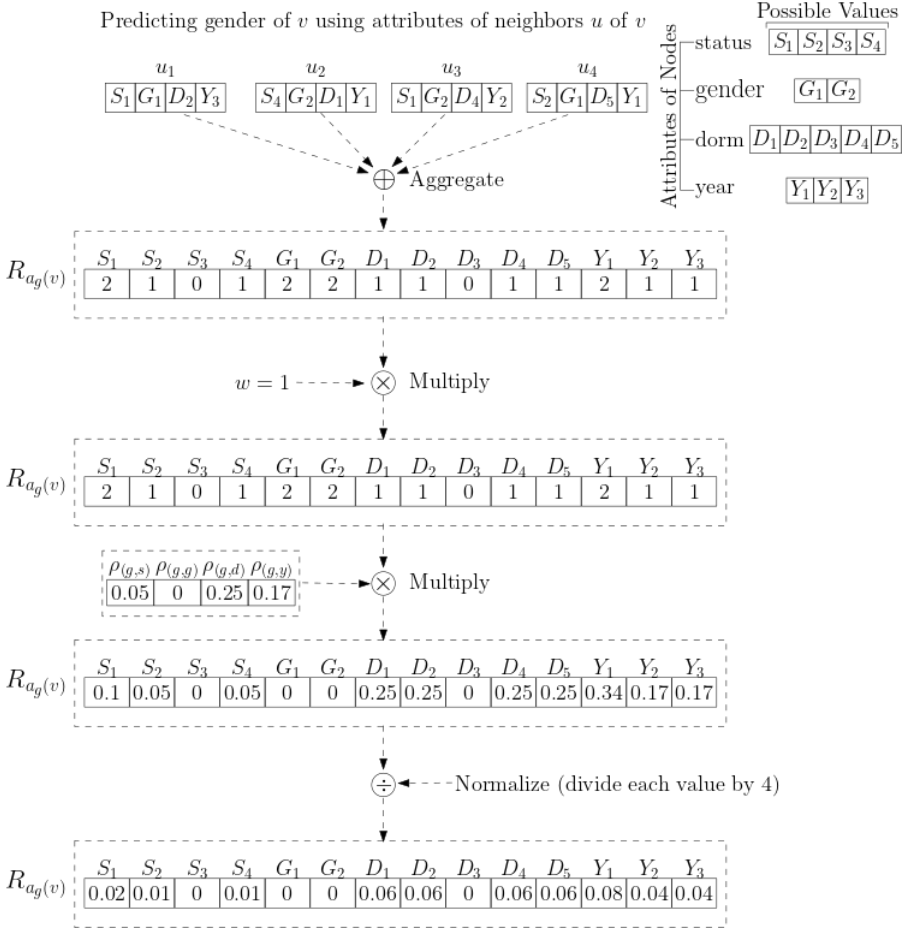 Predicting gender of v using attributes of neighbors u of v
Possible Values
Attributes of Nodes
status S1 S2 S3 S4
gender G1 G2
dorm D1 D2 D3 D4 D5
year Y1 Y2 Y3
u1 u2 u3 u4
S1 G1 D2 Y3 S4 G2 D1 Y1 S1 G2 D4 Y2 S2 G1 D5 Y1
⊕ Aggregate
S1 S2 S3 S4 G1 G2 D1 D2 D3 D4 D5 Y1 Y2 Y3
R_{a_g(v)} 2 1 0 1 2 2 1 1 0 1 1 2 1 1
w = 1 ⊗ Multiply
S1 S2 S3 S4 G1 G2 D1 D2 D3 D4 D5 Y1 Y2 Y3
R_{a_g(v)} 2 1 0 1 2 2 1 1 0 1 1 2 1 1
ρ(g,s) ρ(g,g) ρ(g,d) ρ(g,y)
0.05 0 0.25 0.17 ⊗ Multiply
S1 S2 S3 S4 G1 G2 D1 D2 D3 D4 D5 Y1 Y2 Y3
R_{a_g(v)} 0.1 0.05 0 0.05 0 0 0.25 0.25 0 0.25 0.25 0.34 0.17 0.17
÷ Normalize (divide each value by 4)
S1 S2 S3 S4 G1 G2 D1 D2 D3 D4 D5 Y1 Y2 Y3
R_{a_g(v)} 0.02 0.01 0 0.01 0 0 0.06 0.06 0 0.06 0.06 0.08 0.04 0.04